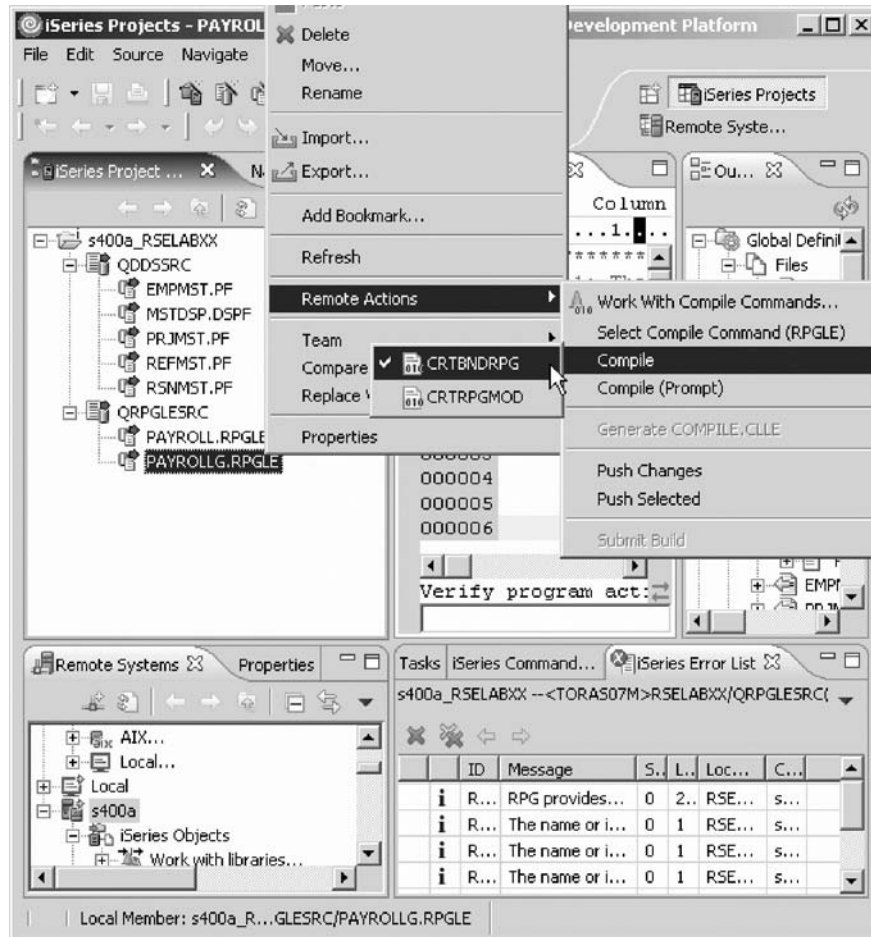 iSeries Projects - PAYROL
evelopment Platform
File Edit Source Navigate
Delete
Move...
Rename
Import...
Export...
Add Bookmark...
Refresh
Remote Actions
Team
Compare
Replace
Properties
iSeries Projects
Remote Syste...
iSeries Project ...
Ou...
Column
...1...
s400a_RSELABXX
QDDSSRC
EMPMST.PF
MSTDSP.DSPF
PRJMST.PF
REFMST.PF
RSNMST.PF
QRPGLESRC
PAYROLL.RPGLE
PAYROLLG.RPGLE
CRTBNDRPG
CRTRPGMOD
Global Definit
Files
Work With Compile Commands...
Select Compile Command (RPGLE)
Compile
Compile (Prompt)
Generate COMPILE.CLLE
Push Changes
Push Selected
Submit Build
000004
000005
000006
Verify program act:
EMPM
Remote Systems
Properties
AIX...
Local...
Local
s400a
iSeries Objects
Work with libraries...
Tasks iSeries Command... iSeries Error List
s400a_RSELABXX --<TORAS07M>RSELABXX/QRPGLESRC(
ID Message S.. L.. Loc... C...
i R... RPG provides... 0 2.. RSE... s...
i R... The name or i... 0 1 RSE... s...
i R... The name or i... 0 1 RSE... s...
i R... The name or i... 0 1 RSE... s...
Local Member: s400a_R...GLESRC/PAYROLLG.RPGLE